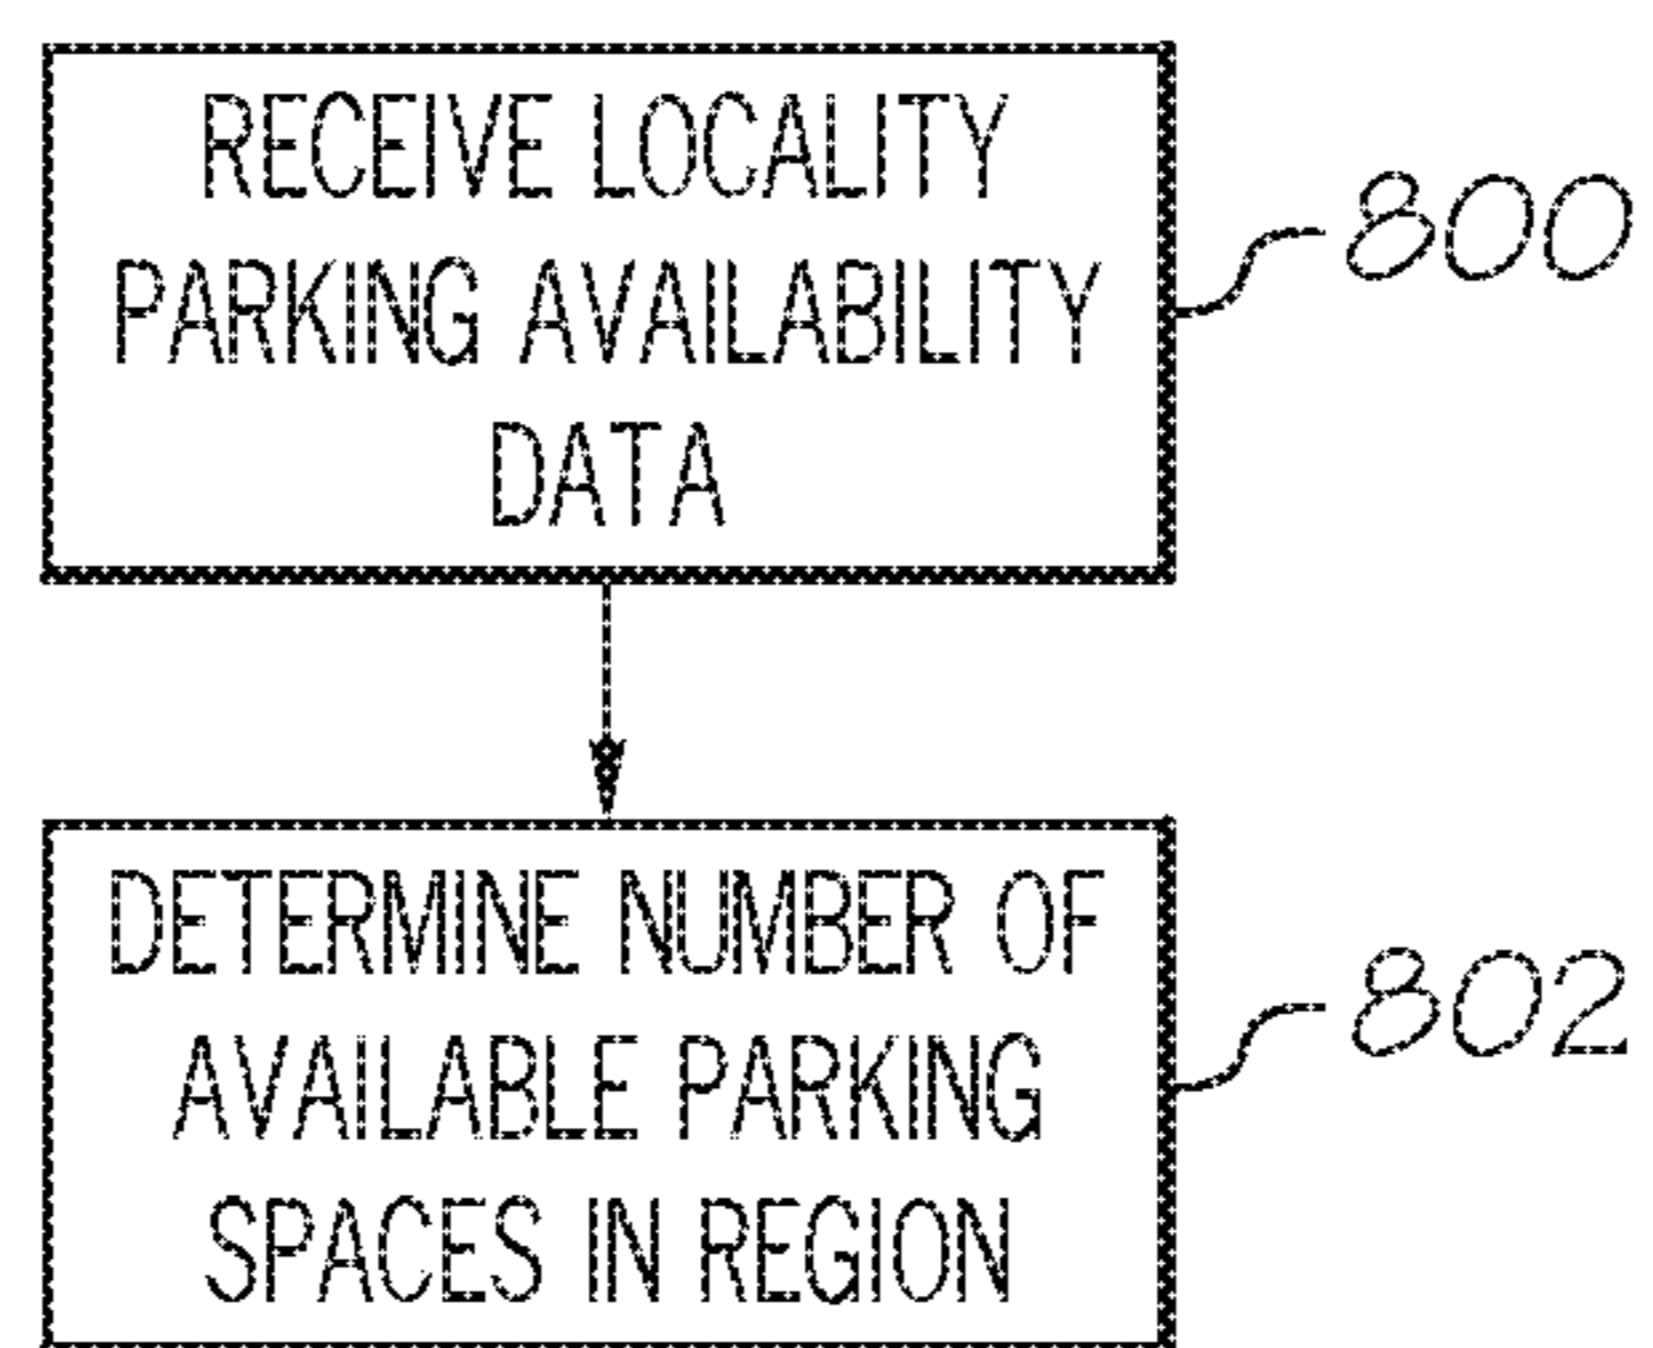 RECEIVE LOCALITY
PARKING AVAILABILITY
DATA
800
DETERMINE NUMBER OF
AVAILABLE PARKING
SPACES IN REGION
802